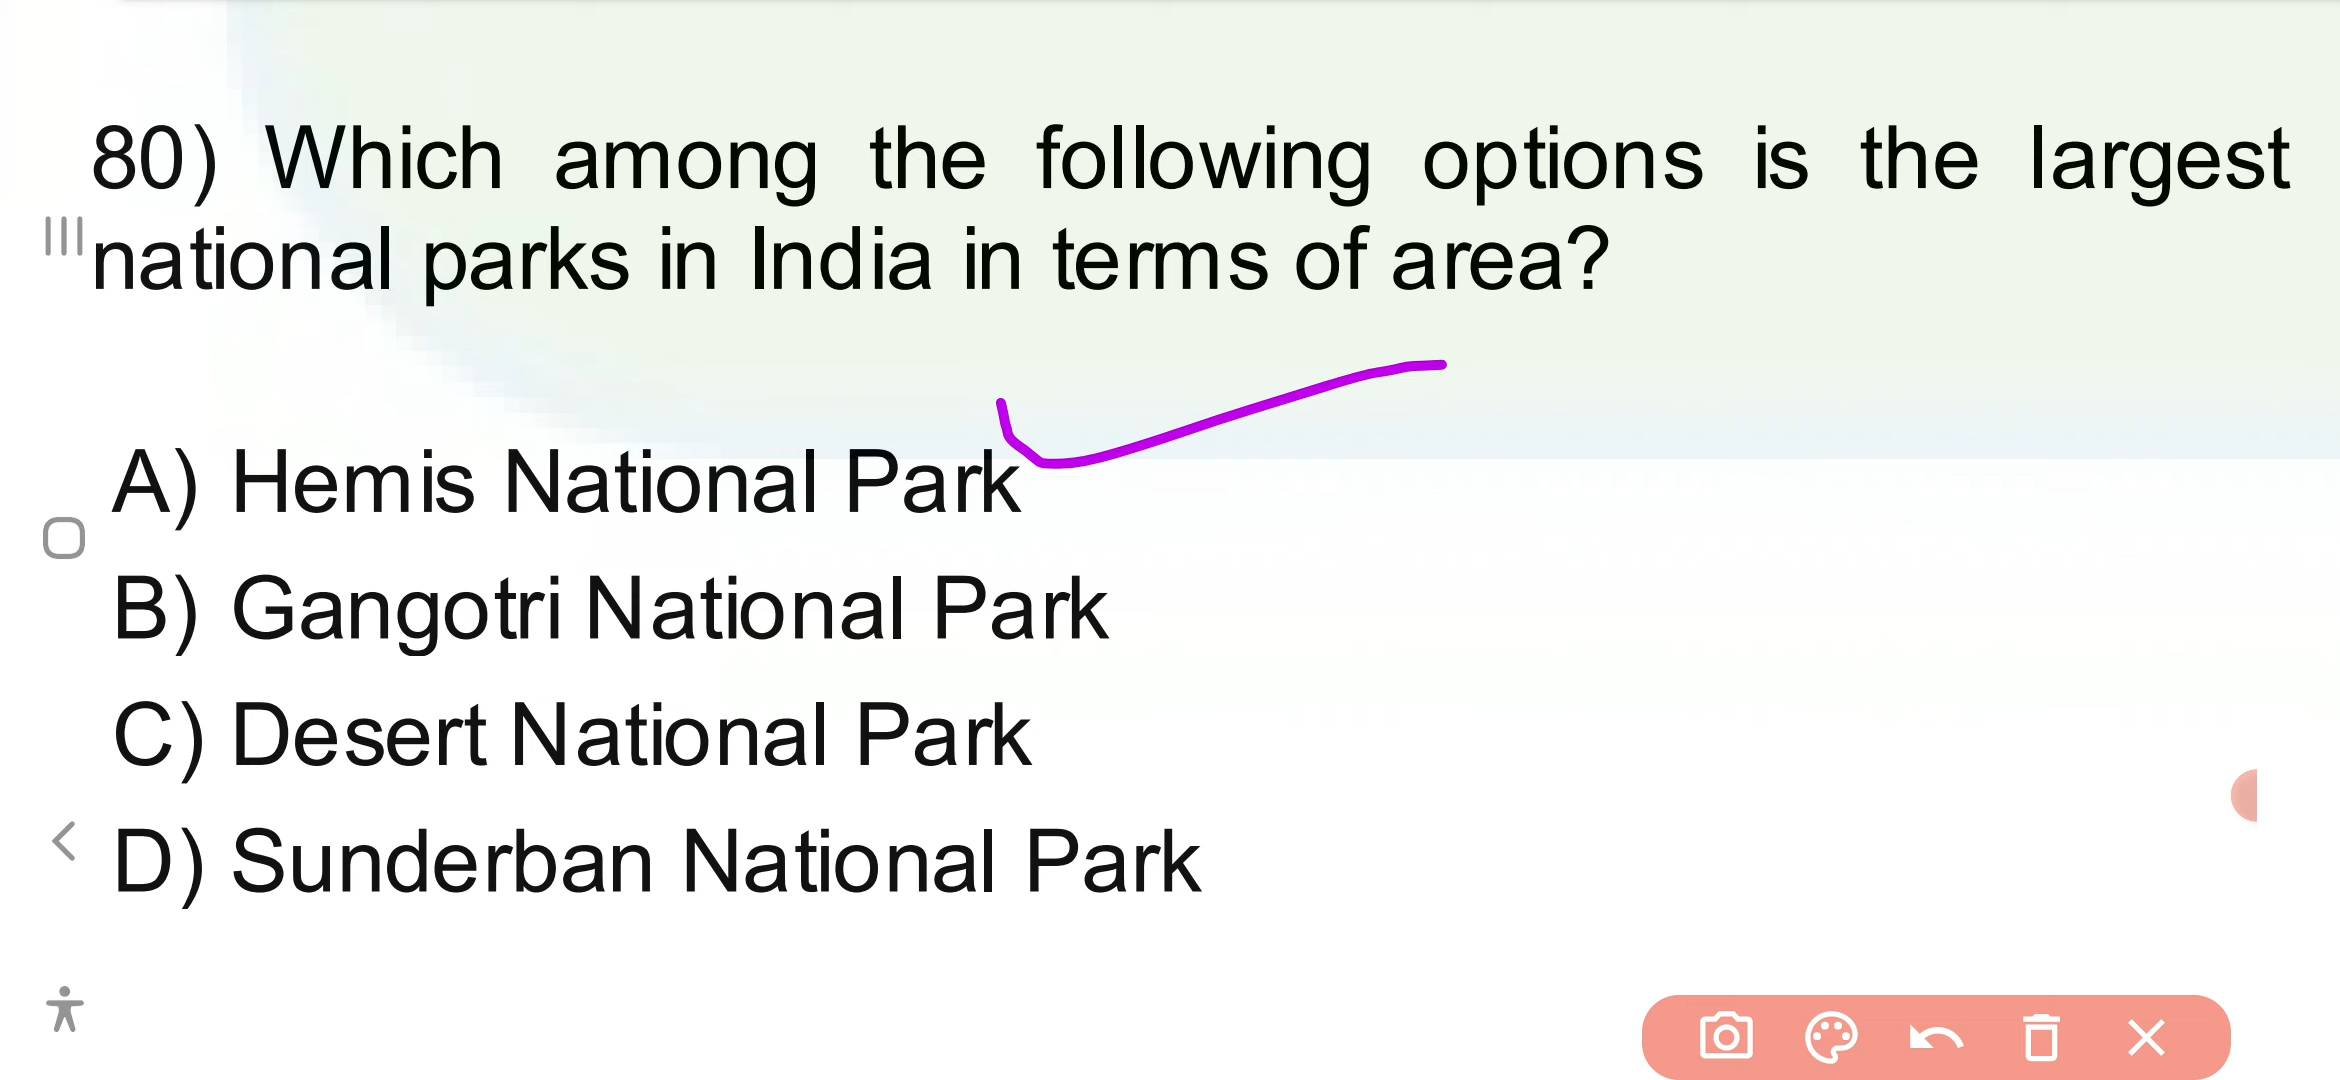 80) Which among the following options is the largest
national parks in India in terms of area?
A) Hemis National Park
B) Gangotri National Park
C) Desert National Park
D) Sunderban National Park